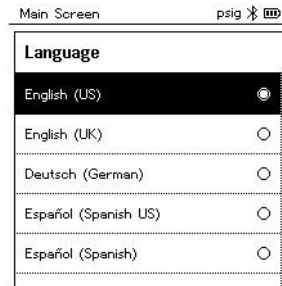 Main Screen psig
Language
English (US)
English (UK)
Deutsch (German)
Español (Spanish US)
Español (Spanish)